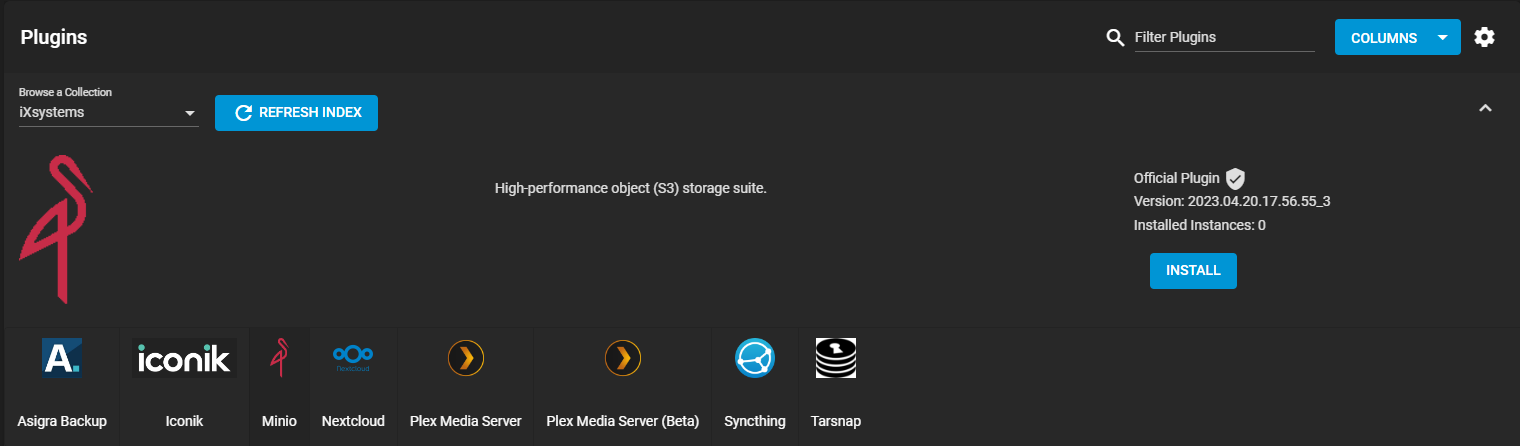 Plugins
Filter Plugins
COLUMNS
Browse a Collection
iXsystems
REFRESH INDEX
High-performance object (S3) storage suite.
Official Plugin
Version: 2023.04.20.17.56.55_3
Installed Instances: 0
INSTALL
A.
iconik
nextcloud
Asigra Backup
Iconik
Minio
Nextcloud
Plex Media Server
Plex Media Server (Beta)
Syncthing
Tarsnap